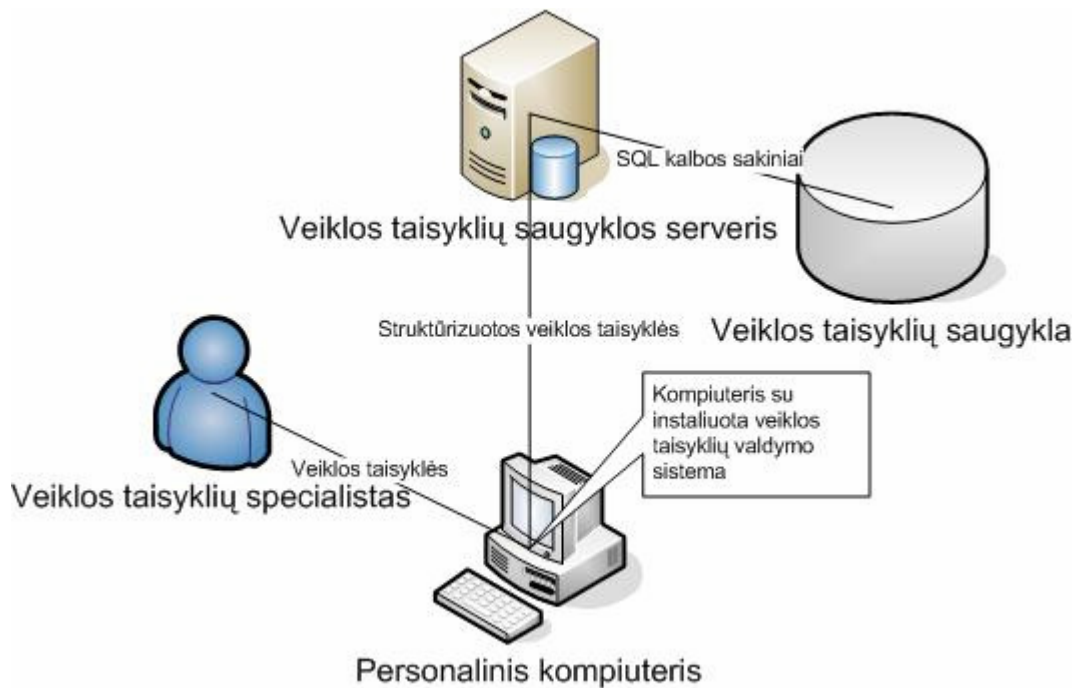 SQL kalbos sakiniai
Veiklos taisyklių saugyklos serveris
Struktūrizuotos veiklos taisyklės
Veiklos taisyklių saugykla
Kompiuteris su
instaliuota veiklos
taisyklių valdymo
sistema
Veiklos taisyklės
Veiklos taisyklių specialistas
Personalinis kompiuteris